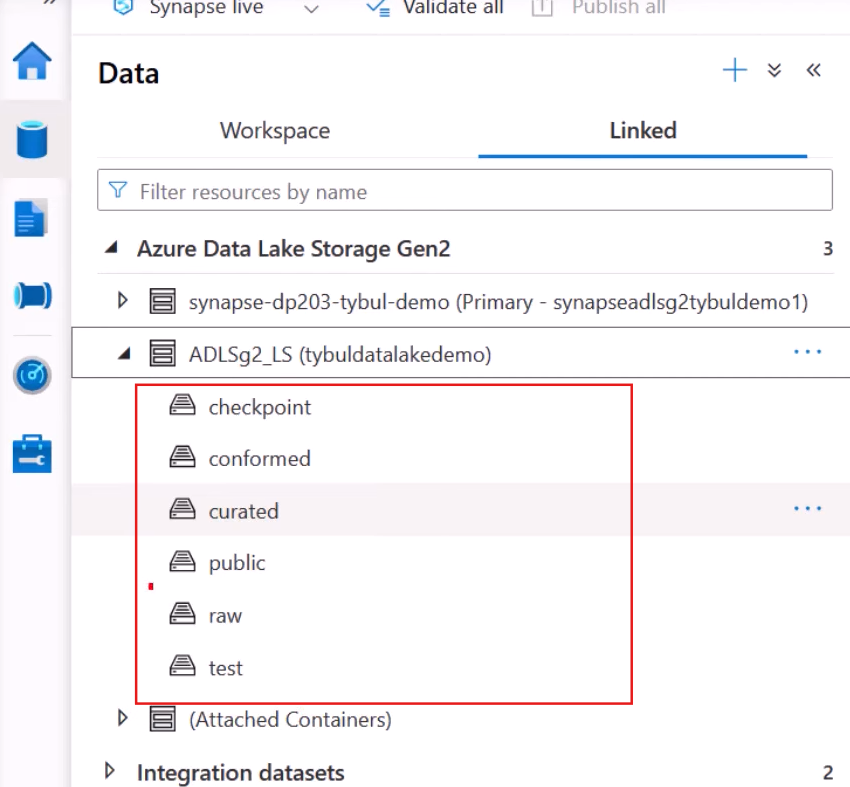 Synapse live Validate all Publish all
Data
Workspace Linked
Filter resources by name
Azure Data Lake Storage Gen2 3
synapse-dp203-tybul-demo (Primary - synapseadlsg2tybuldemo1)
ADLSg2_LS (tybuldatalakedemo)
checkpoint
conformed
curated
public
raw
test
(Attached Containers)
Integration datasets 2